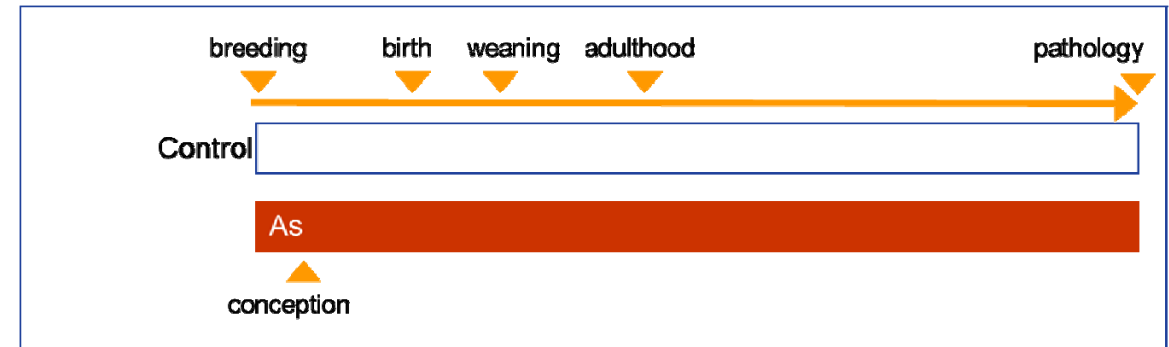 breeding birth weaning adulthood pathology
Control
As
conception